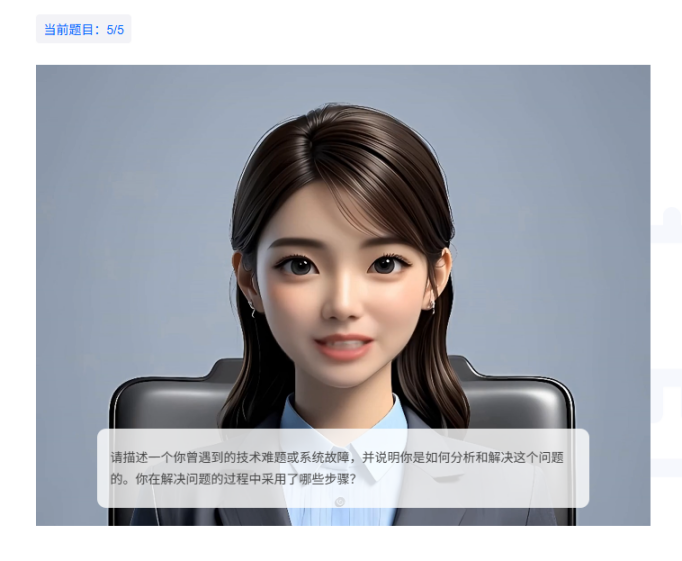 当前题目：5/5
请描述一个你曾遇到的技术难题或系统故障，并说明你是如何分析和解决这个问题
的。你在解决问题的过程中采用了哪些步骤？